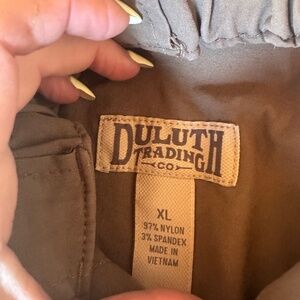 DULUTH
TRADING
CO
XL
97% NYLON
3% SPANDEX
MADE IN
VIETNAM